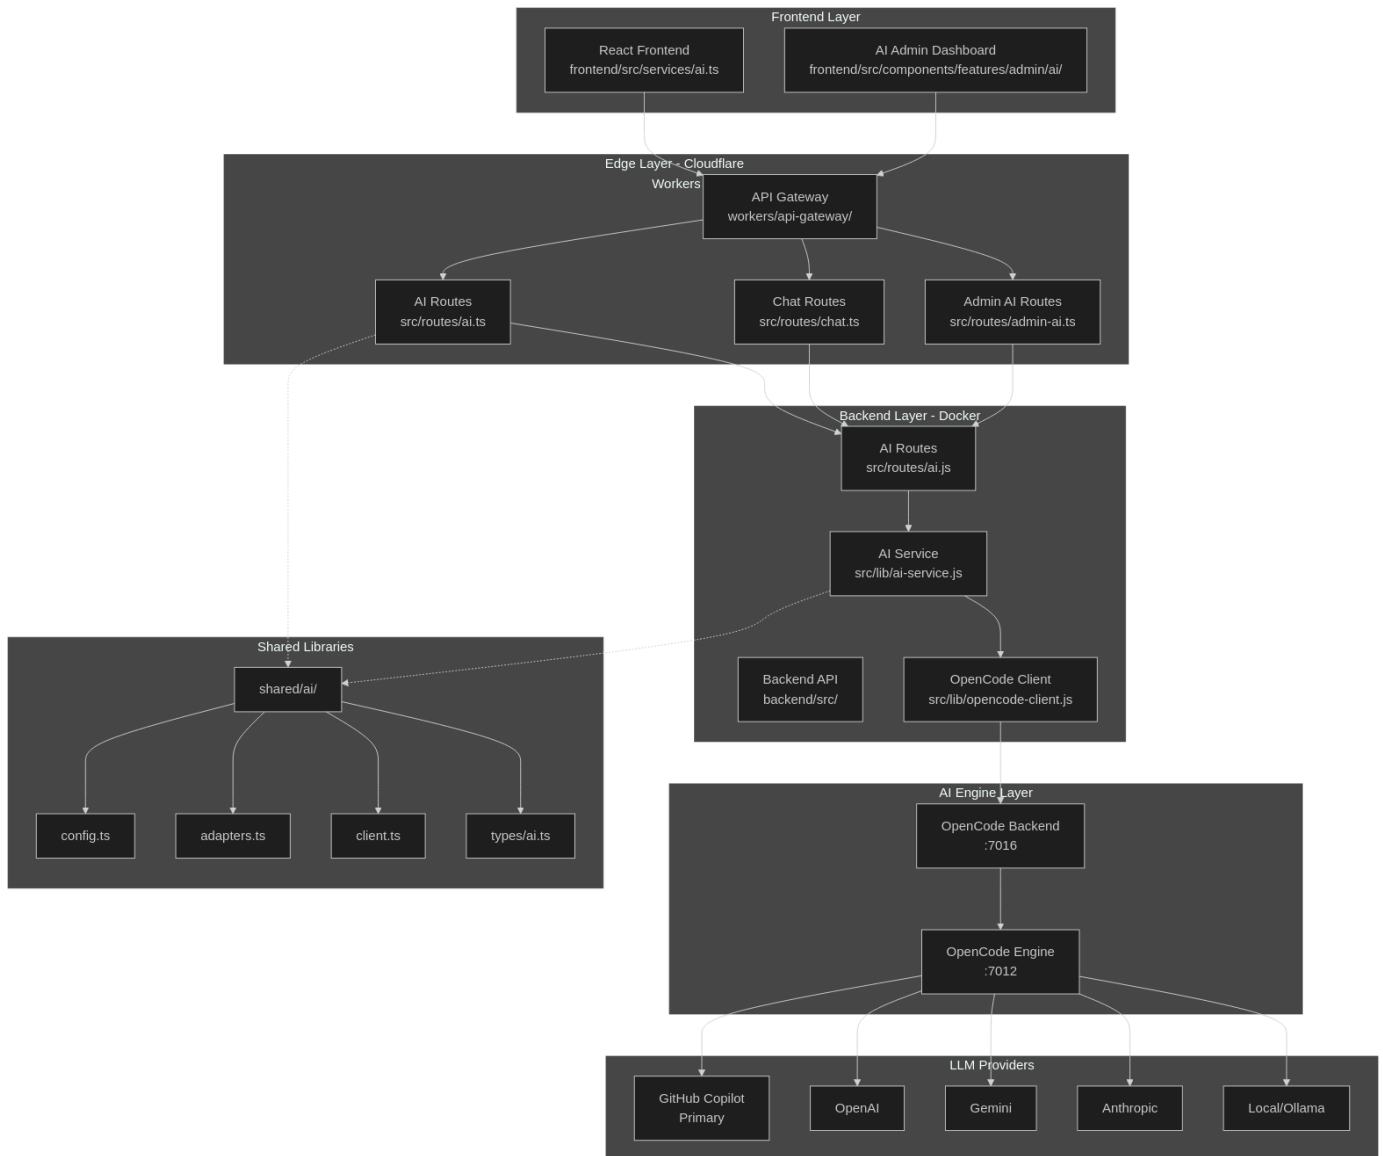 Frontend Layer
React Frontend
frontend/src/services/ai.ts
AI Admin Dashboard
frontend/src/components/features/admin/ai/
Edge Layer - Cloudflare
Workers
API Gateway
workers/api-gateway/
AI Routes
src/routes/ai.ts
Chat Routes
src/routes/chat.ts
Admin AI Routes
src/routes/admin-ai.ts
Backend Layer - Docker
AI Routes
src/routes/ai.js
AI Service
src/lib/ai-service.js
Backend API
backend/src/
OpenCode Client
src/lib/opencode-client.js
Shared Libraries
shared/ai/
config.ts
adapters.ts
client.ts
types/ai.ts
AI Engine Layer
OpenCode Backend
:7016
OpenCode Engine
:7012
LLM Providers
GitHub Copilot
Primary
OpenAI
Gemini
Anthropic
Local/Ollama